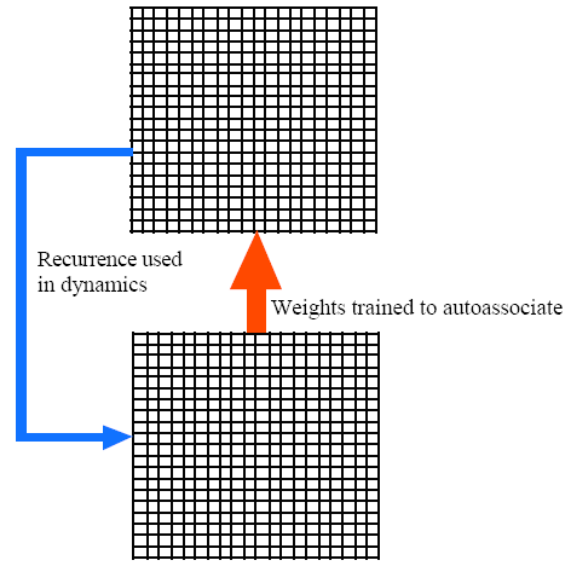 Recurrence used
in dynamics
Weights trained to autoassociate